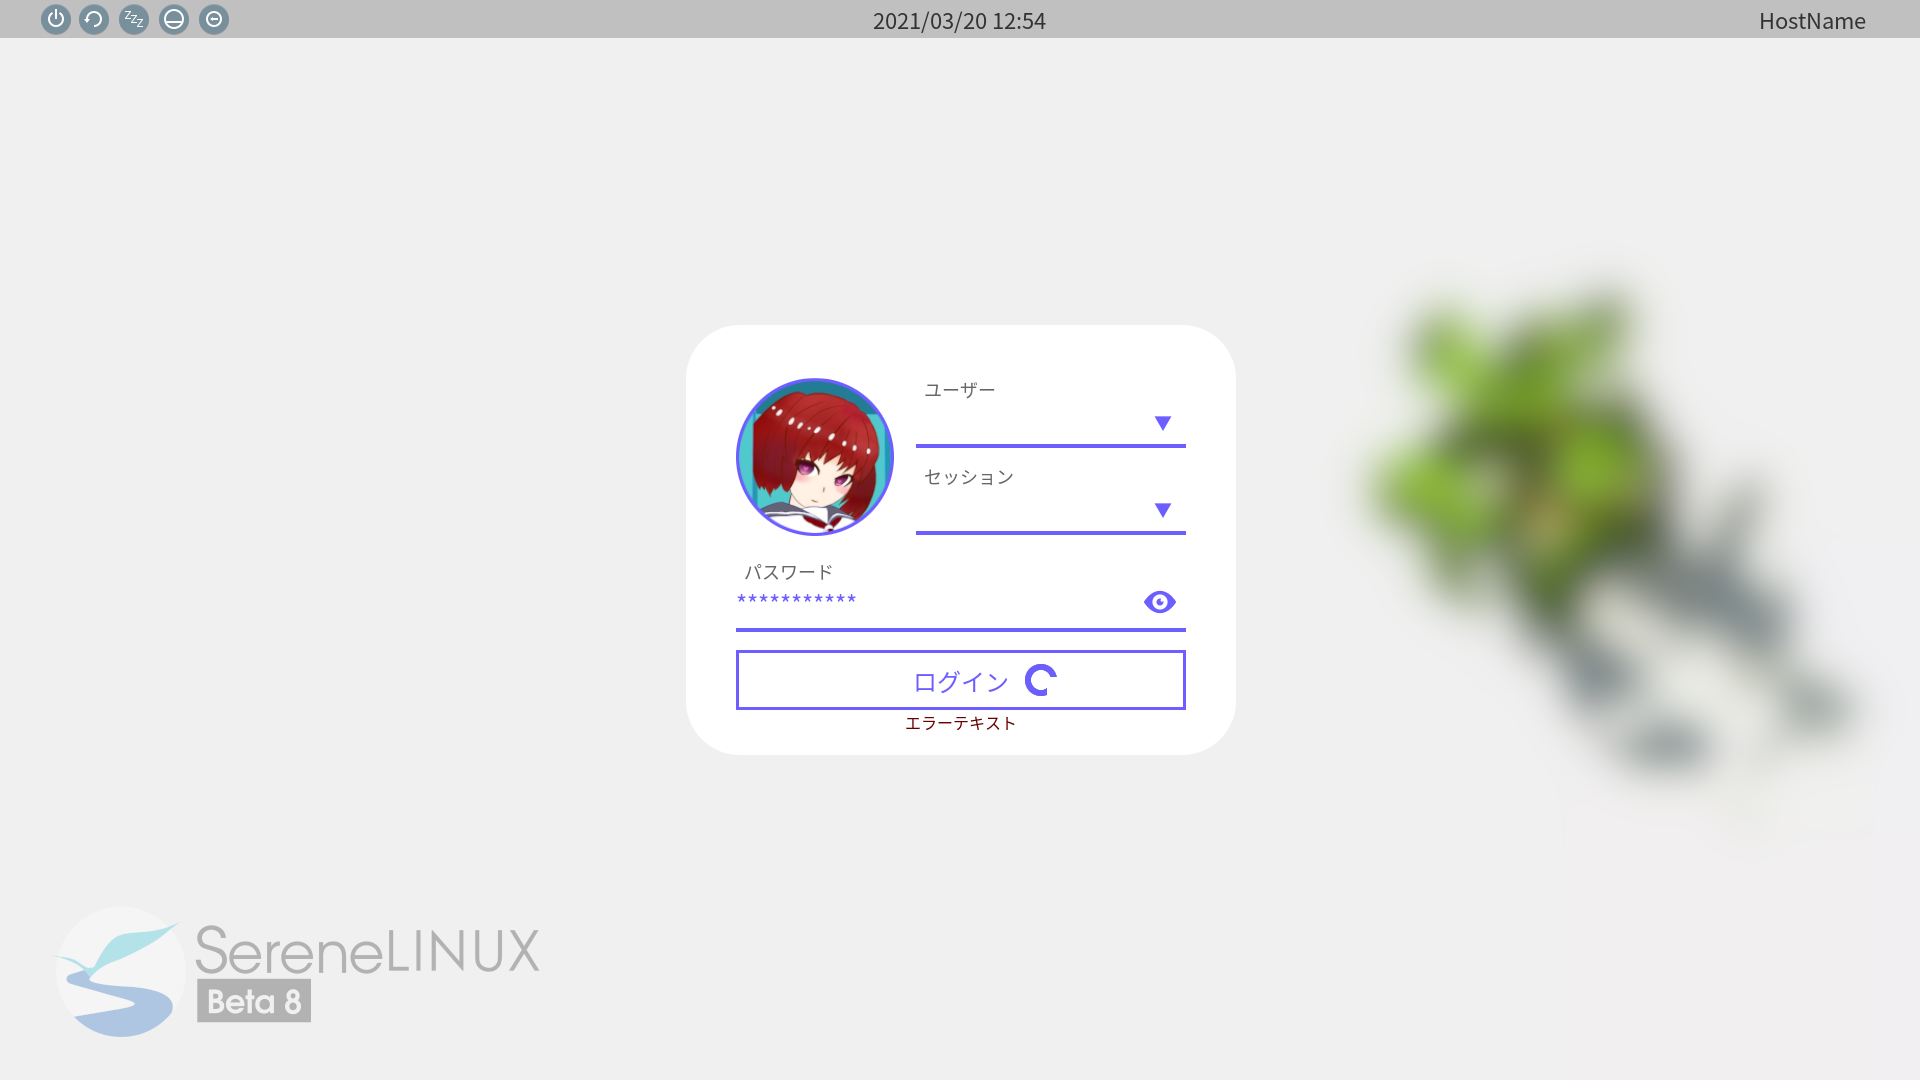 2021/03/20 12:54
HostName
ユーザー
セッション
パスワード
***********
ログイン
エラーテキスト
SereneLINUX
Beta 8